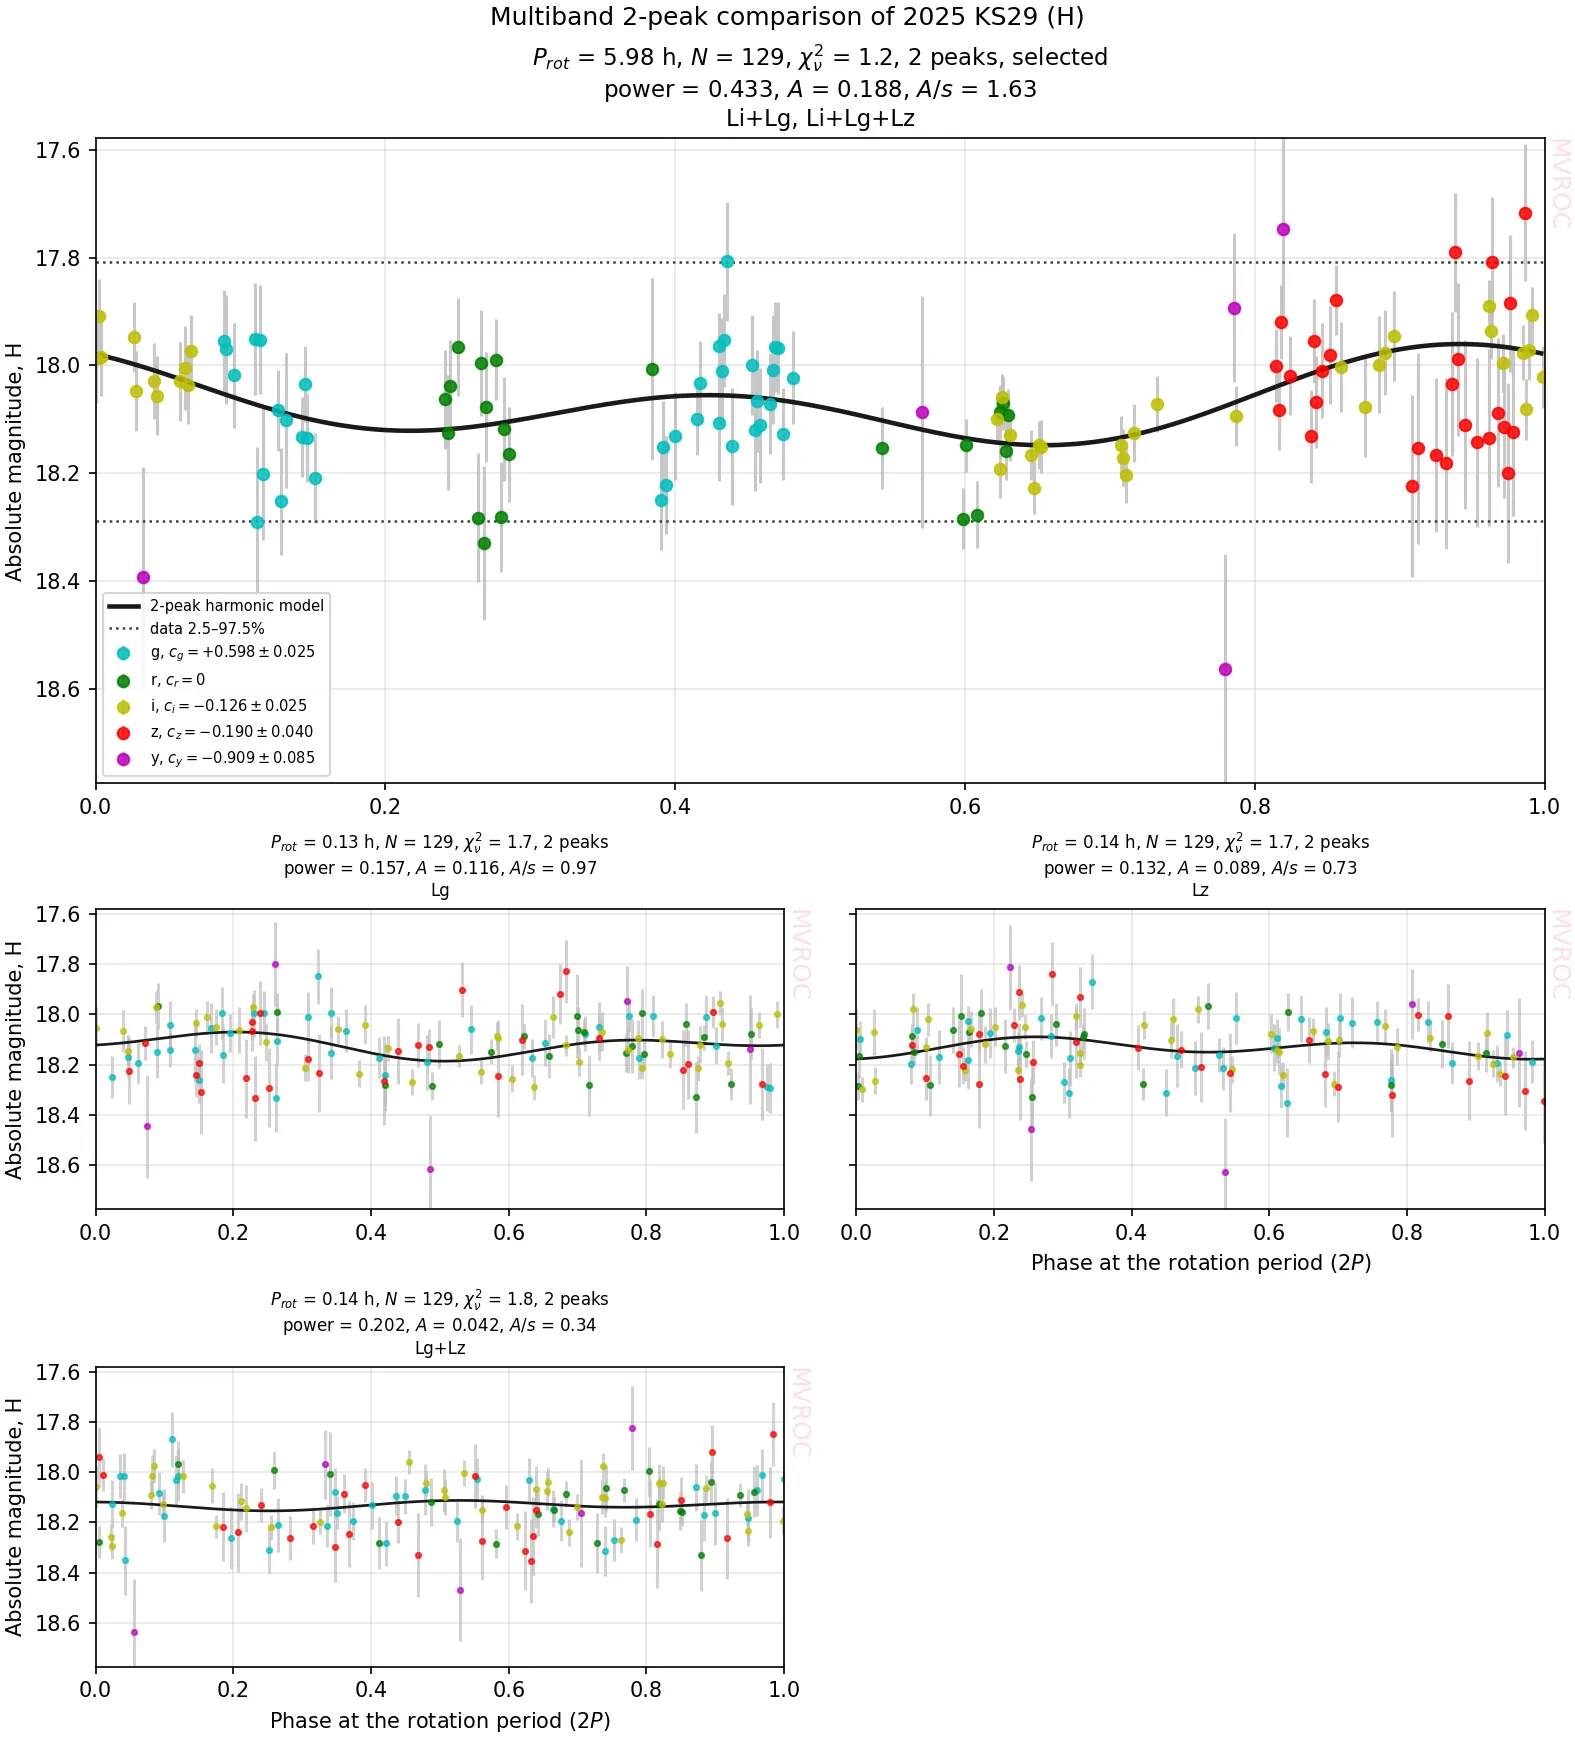 Multiband 2-peak comparison of 2025 KS29 (H)
P_rot = 5.98 h, N = 129, χ²_ν = 1.2, 2 peaks, selected
power = 0.433, A = 0.188, A/s = 1.63
Li+Lg, Li+Lg+Lz
MVROC
Absolute magnitude, H
17.6
17.8
18.0
18.2
18.4
18.6
2-peak harmonic model
data 2.5–97.5%
g, c_g = +0.598 ± 0.025
r, c_r = 0
i, c_i = −0.126 ± 0.025
z, c_z = −0.190 ± 0.040
y, c_y = −0.909 ± 0.085
0.0 0.2 0.4 0.6 0.8 1.0
P_rot = 0.13 h, N = 129, χ²_ν = 1.7, 2 peaks
power = 0.157, A = 0.116, A/s = 0.97
Lg
MVROC
Absolute magnitude, H
17.6
17.8
18.0
18.2
18.4
18.6
0.0 0.2 0.4 0.6 0.8 1.0
P_rot = 0.14 h, N = 129, χ²_ν = 1.7, 2 peaks
power = 0.132, A = 0.089, A/s = 0.73
Lz
MVROC
0.0 0.2 0.4 0.6 0.8 1.0
Phase at the rotation period (2P)
P_rot = 0.14 h, N = 129, χ²_ν = 1.8, 2 peaks
power = 0.202, A = 0.042, A/s = 0.34
Lg+Lz
MVROC
Absolute magnitude, H
17.6
17.8
18.0
18.2
18.4
18.6
0.0 0.2 0.4 0.6 0.8 1.0
Phase at the rotation period (2P)